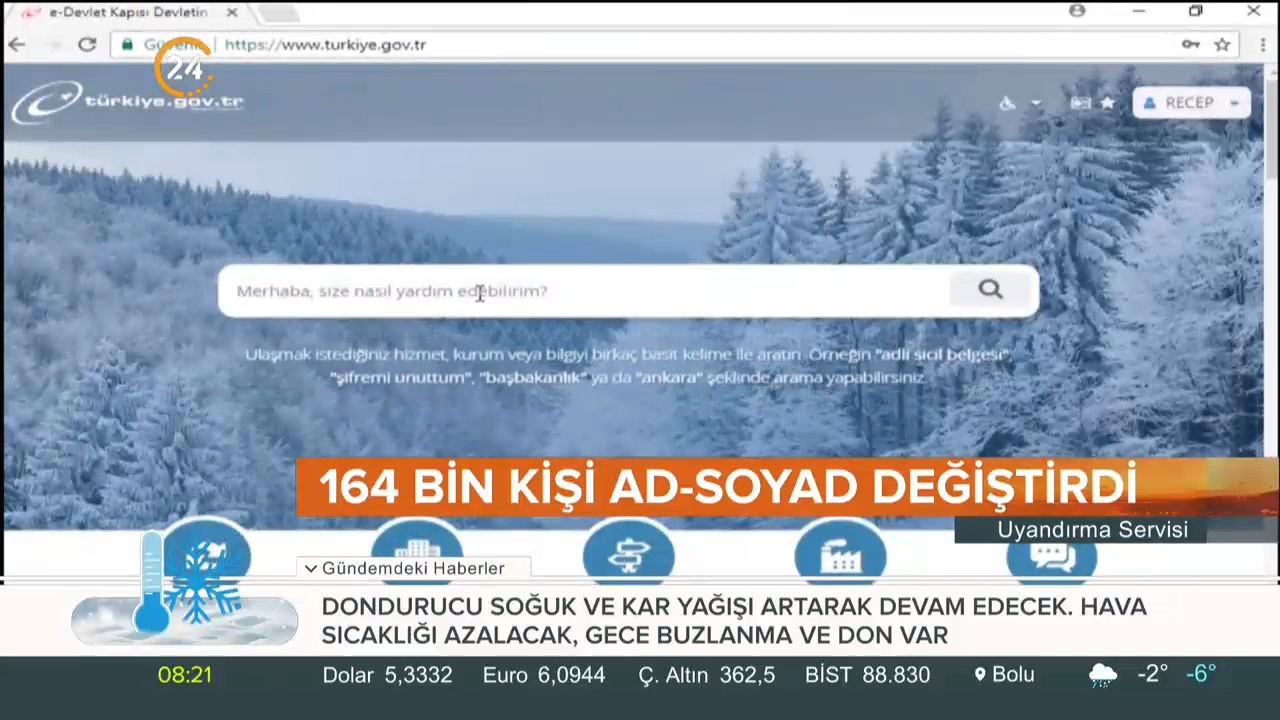 e-Devlet Kapısı Devletin
https://www.turkiye.gov.tr
24
türkiye.gov.tr
RECEP
Merhaba, size nasıl yardım edebilirim?
Ulaşmak istediğiniz hizmet, kurum veya bilgiyi birkaç basit kelime ile aratın. Örneğin "adli sicil belgesi",
"şifremi unuttum", "başbakanlık" ya da "ankara" şeklinde arama yapabilirsiniz.
164 BİN KİŞİ AD-SOYAD DEĞİŞTİRDİ
Uyandırma Servisi
Gündemdeki Haberler
DONDURUCU SOĞUK VE KAR YAĞIŞI ARTARAK DEVAM EDECEK. HAVA
SICAKLIĞI AZALACAK, GECE BUZLANMA VE DON VAR
08:21 Dolar 5,3332 Euro 6,0944 Ç. Altın 362,5 BİST 88.830 Bolu -2° -6°